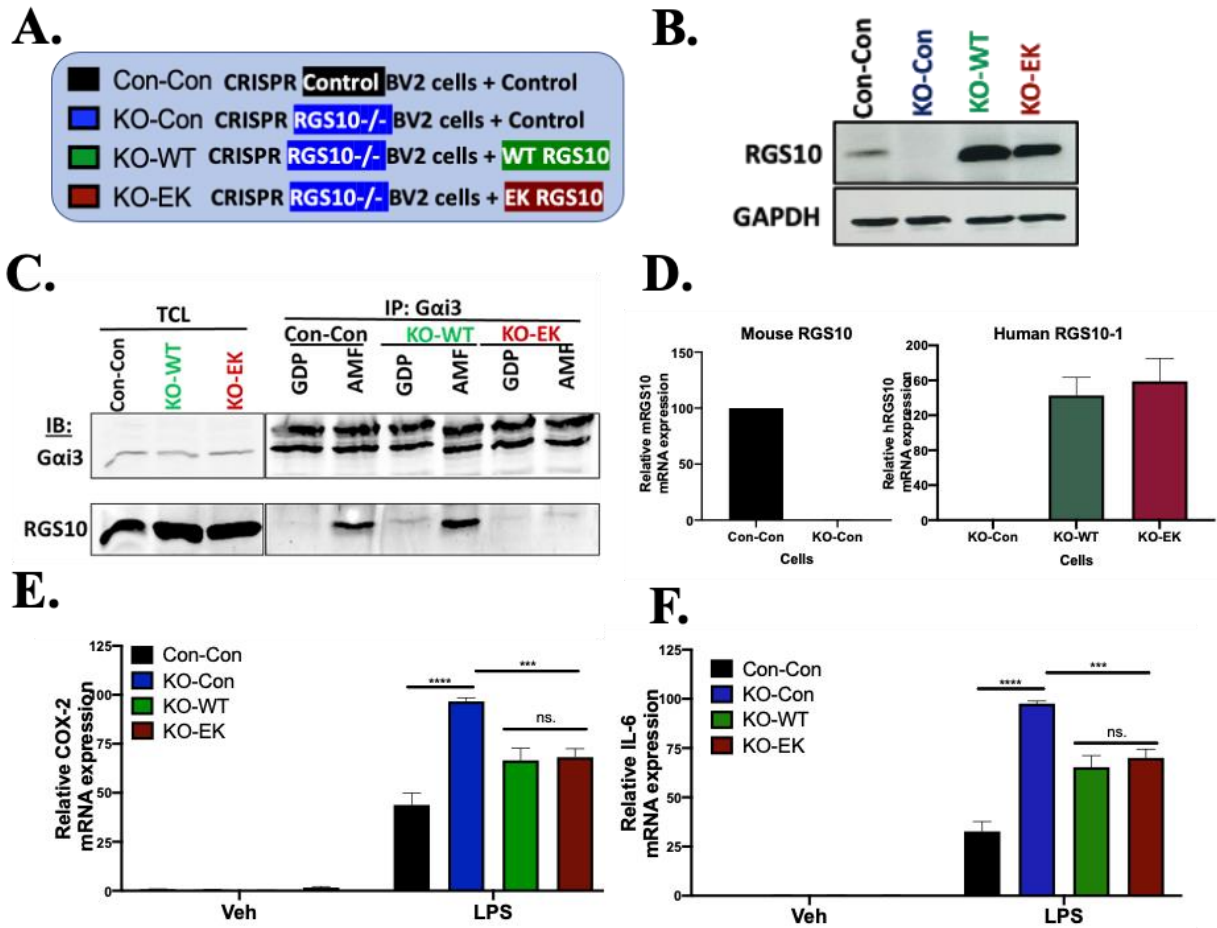 A.
Con-Con CRISPR Control BV2 cells + Control
KO-Con CRISPR RGS10-/- BV2 cells + Control
KO-WT CRISPR RGS10-/- BV2 cells + WT RGS10
KO-EK CRISPR RGS10-/- BV2 cells + EK RGS10
B.
Con-Con
KO-Con
KO-WT
KO-EK
RGS10
GAPDH
C.
TCL
IP: Gαi3
Con-Con KO-WT KO-EK
Con-Con
KO-WT
KO-EK
GDP
AMF
GDP
AMF
GDP
AMF
IB:
Gαi3
RGS10
D.
Mouse RGS10
Relative mRGS10
mRNA expression
150
100
50
0
Con-Con KO-Con
Cells
Human RGS10-1
Relative hRGS10
mRNA expression
160
120
80
40
0
KO-Con KO-WT KO-EK
Cells
E.
Con-Con
KO-Con
KO-WT
KO-EK
Relative COX-2
mRNA expression
125
100
75
50
25
0
****
***
ns.
Veh LPS
F.
Con-Con
KO-Con
KO-WT
KO-EK
Relative IL-6
mRNA expression
125
100
75
50
25
0
****
***
ns.
Veh LPS